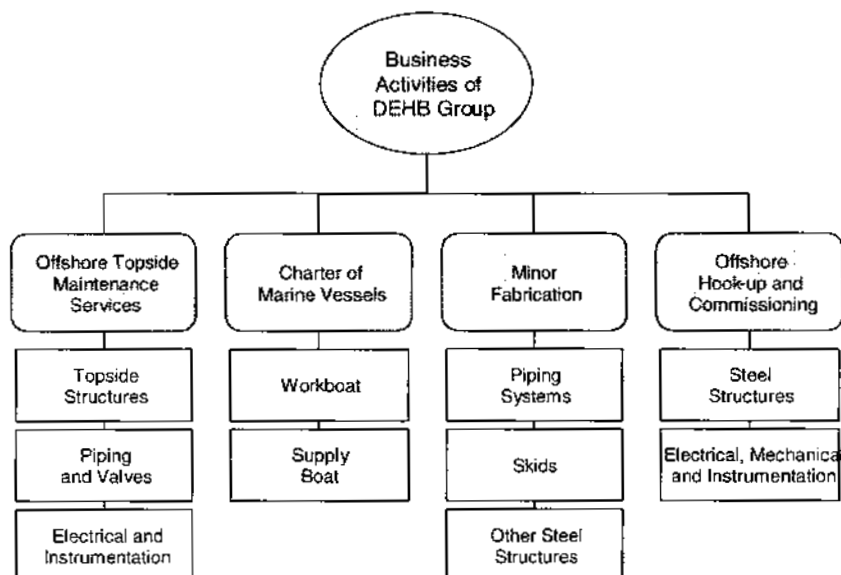 Business
Activities of
DEHB Group
Offshore Topside
Maintenance
Services
Charter of
Marine Vessels
Minor
Fabrication
Offshore
Hook-up and
Commissioning
Topside
Structures
Workboat
Piping
Systems
Steel
Structures
Piping
and Valves
Supply
Boat
Skids
Electrical, Mechanica
and Instrumentation
Electrical and
Instrumentation
Other Steel
Structures